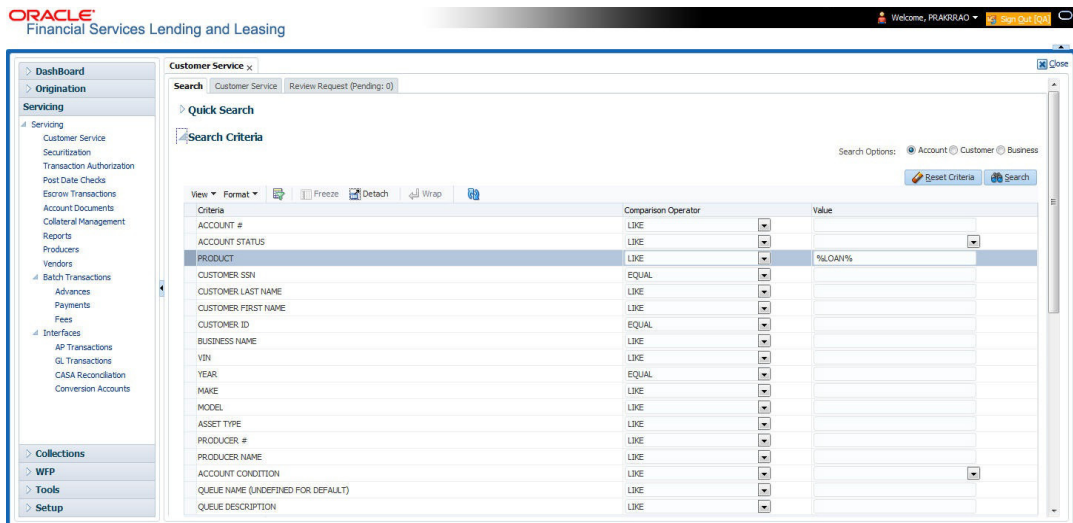 ORACLE
Financial Services Lending and Leasing
Welcome, PRAKRRAO
Sign Out [QA]
Close
DashBoard
Origination
Servicing
Servicing
Customer Service
Securitization
Transaction Authorization
Post Date Checks
Escrow Transactions
Account Documents
Collateral Management
Reports
Producers
Vendors
Batch Transactions
Advances
Payments
Fees
Interfaces
AP Transactions
GL Transactions
CASA Reconciliation
Conversion Accounts
Collections
WFP
Tools
Setup
Customer Service x
Search Customer Service Review Request (Pending: 0)
Quick Search
Search Criteria
Search Options: Account Customer Business
Reset Criteria Search
View Format Freeze Detach Wrap
Criteria Comparison Operator Value
ACCOUNT # LIKE
ACCOUNT STATUS LIKE
PRODUCT LIKE %LOAN%
CUSTOMER SSN EQUAL
CUSTOMER LAST NAME LIKE
CUSTOMER FIRST NAME LIKE
CUSTOMER ID EQUAL
BUSINESS NAME LIKE
VIN LIKE
YEAR EQUAL
MAKE LIKE
MODEL LIKE
ASSET TYPE LIKE
PRODUCER # LIKE
PRODUCER NAME LIKE
ACCOUNT CONDITION LIKE
QUEUE NAME (UNDEFINED FOR DEFAULT) LIKE
QUEUE DESCRIPTION LIKE